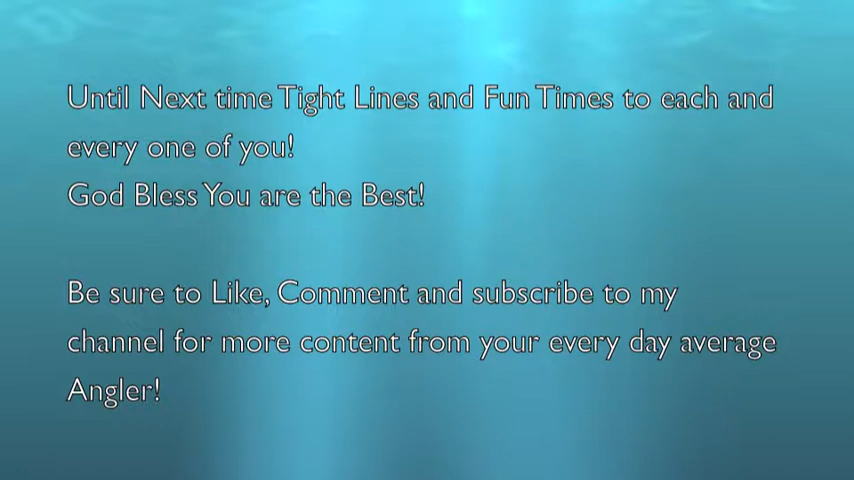 Until Next time Tight Lines and Fun Times to each and
every one of you!
God Bless You are the Best!
Be sure to Like, Comment and subscribe to my
channel for more content from your every day average
Angler!